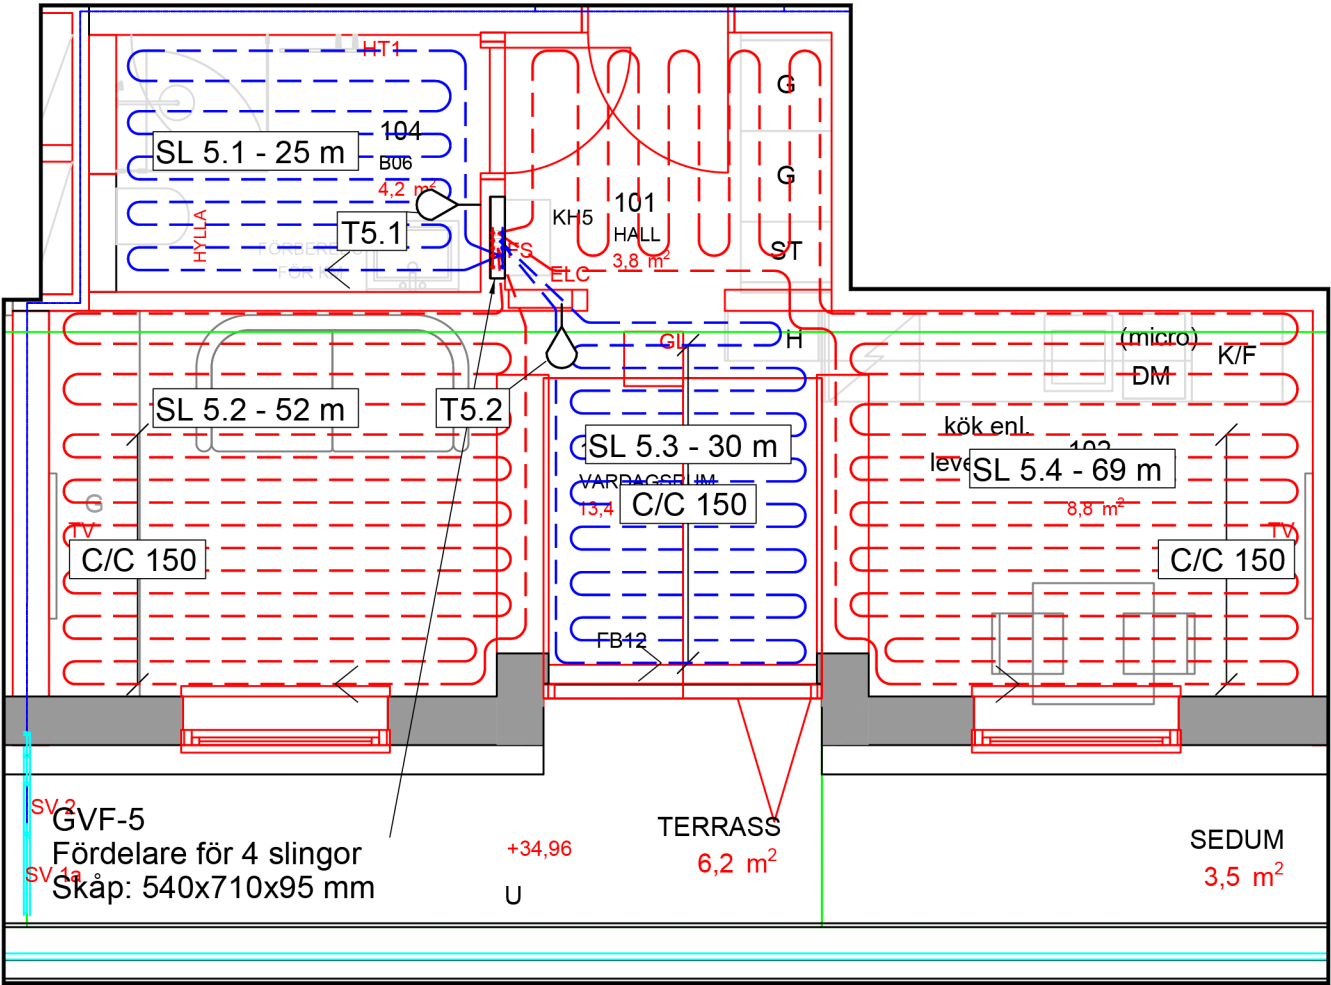 HT1
G
104
SL 5.1 - 25 m
B06
4,2 m²
G
KH5
101
HALL
3,8 m²
HYLLA
T5.1
FS
ST
ELC
GL
H
(micro)
K/F
DM
SL 5.2 - 52 m
T5.2
kök enl.
SL 5.3 - 30 m
SL 5.4 - 69 m
13,4
C/C 150
8,8 m²
G
TV
TV
C/C 150
C/C 150
FB12
SV 2
GVF-5
Fördelare för 4 slingor
SV 1a
Skåp: 540x710x95 mm
+34,96
U
TERRASS
6,2 m²
SEDUM
3,5 m²